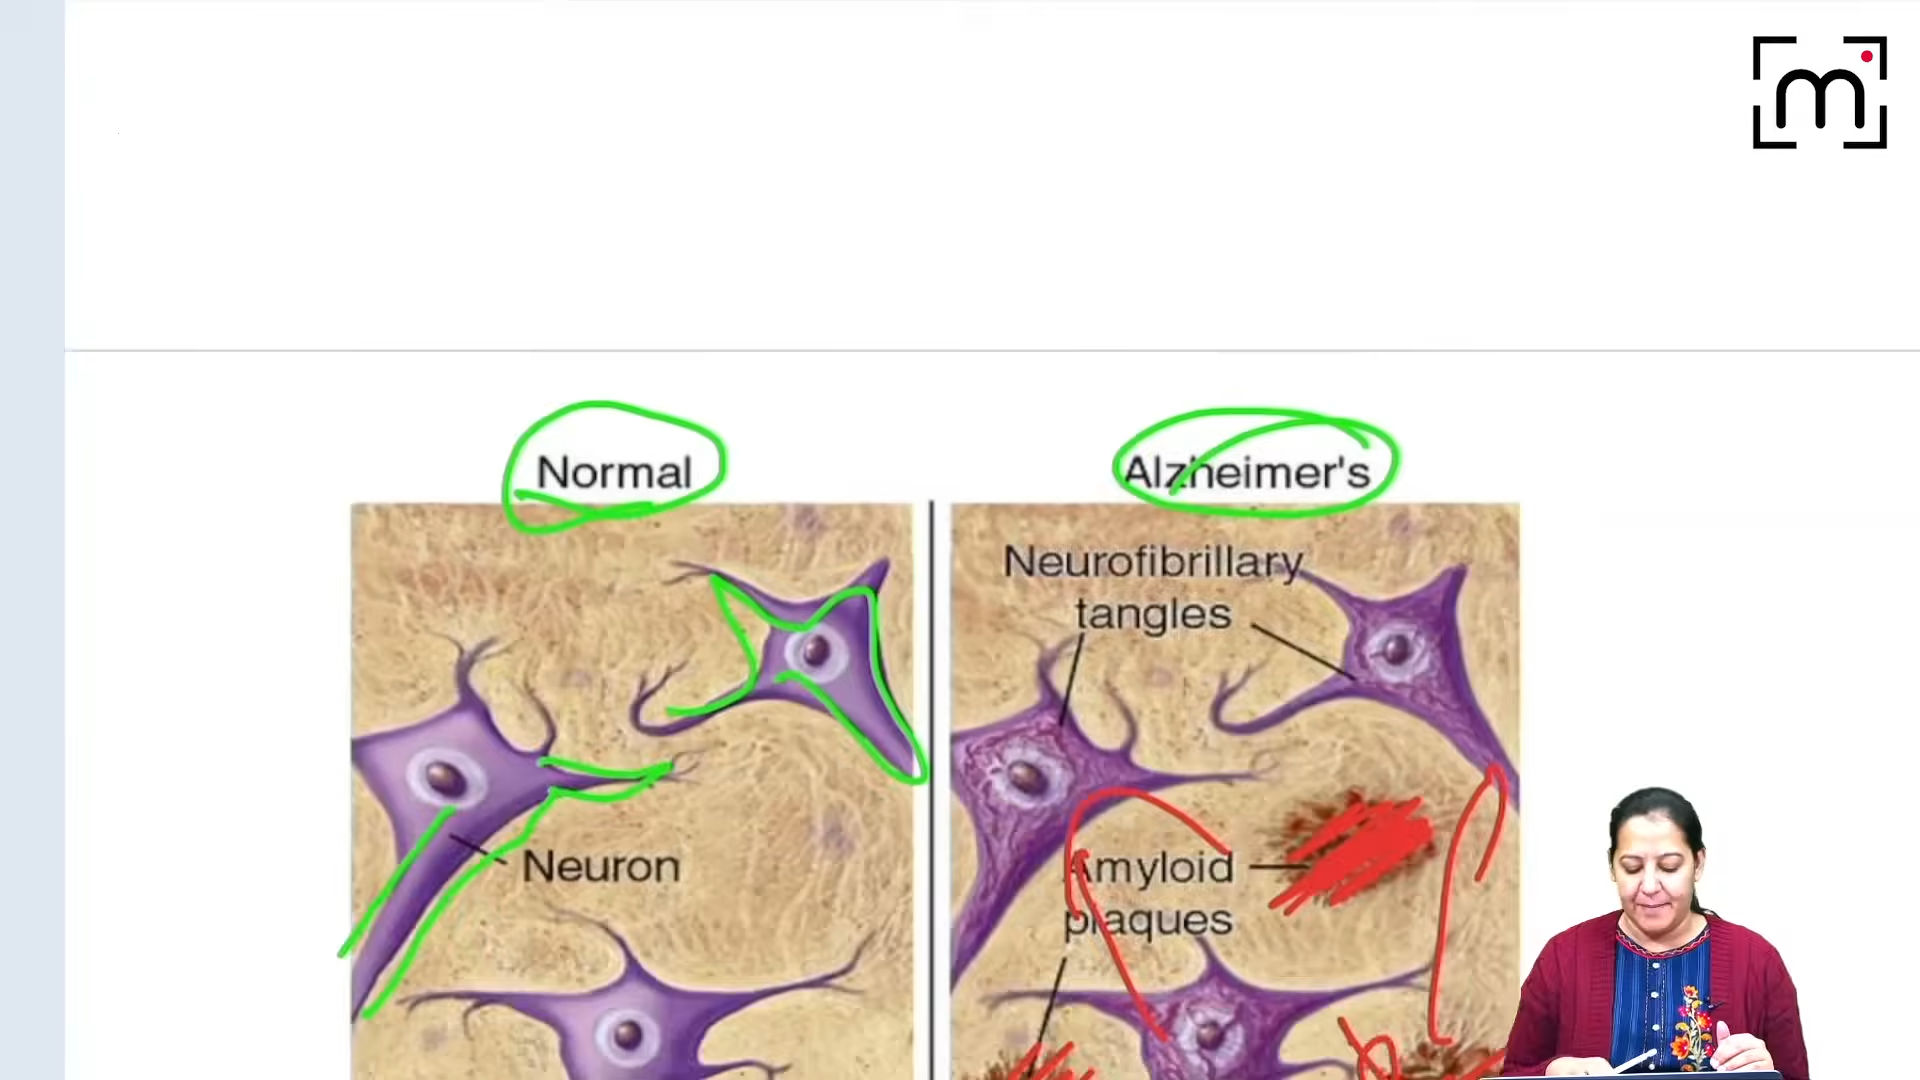 m
Normal
Alzheimer's
Neurofibrillary
tangles
Neuron
Amyloid
plaques